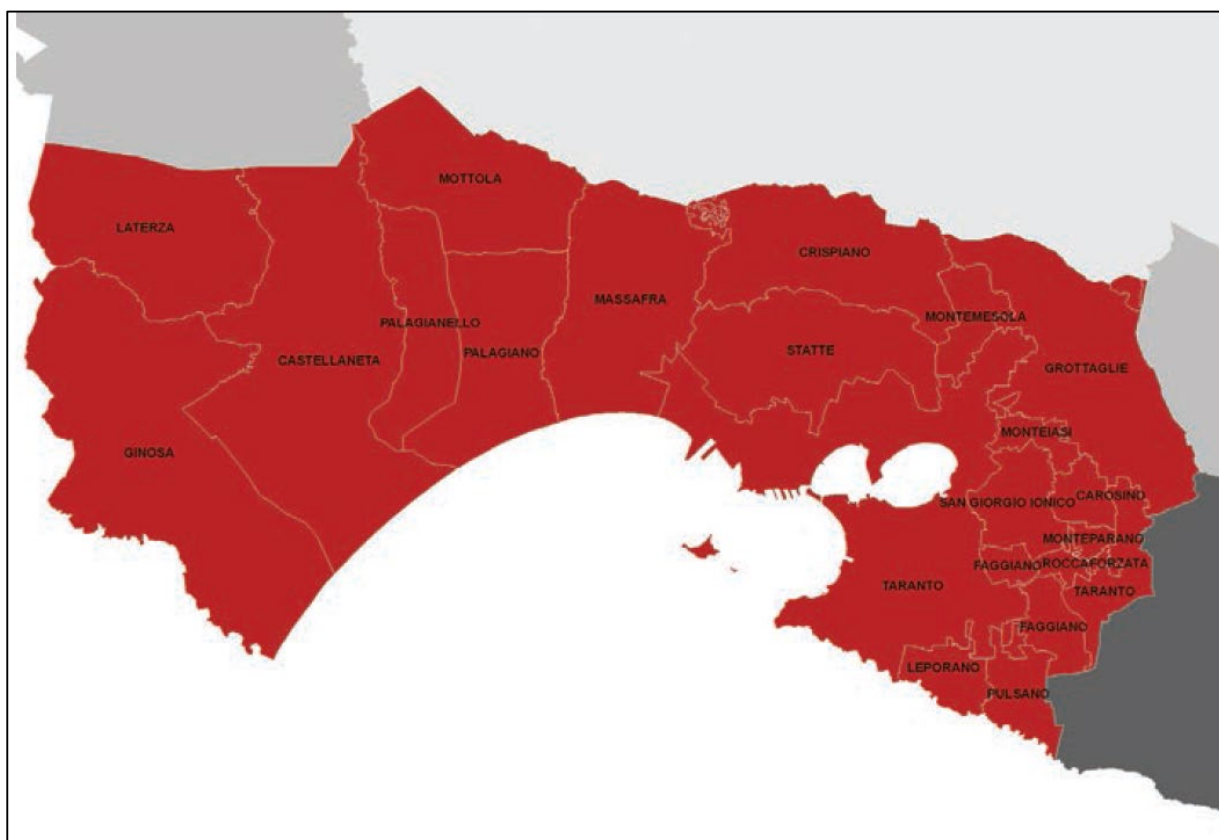 MOTTOLA
LATERZA
CRISPIANO
MASSAFRA
MONTEMESOLA
PALAGIANELLO
STATTE
PALAGIANO
CASTELLANETA
GROTTAGLIE
MONTEIASI
GINOSA
CAROSINO
SAN GIORGIO IONICO
MONTEPARANO
ROCCAFORZATA
FAGGIANO
TARANTO
TARANTO
FAGGIANO
LEPORANO
PULSANO